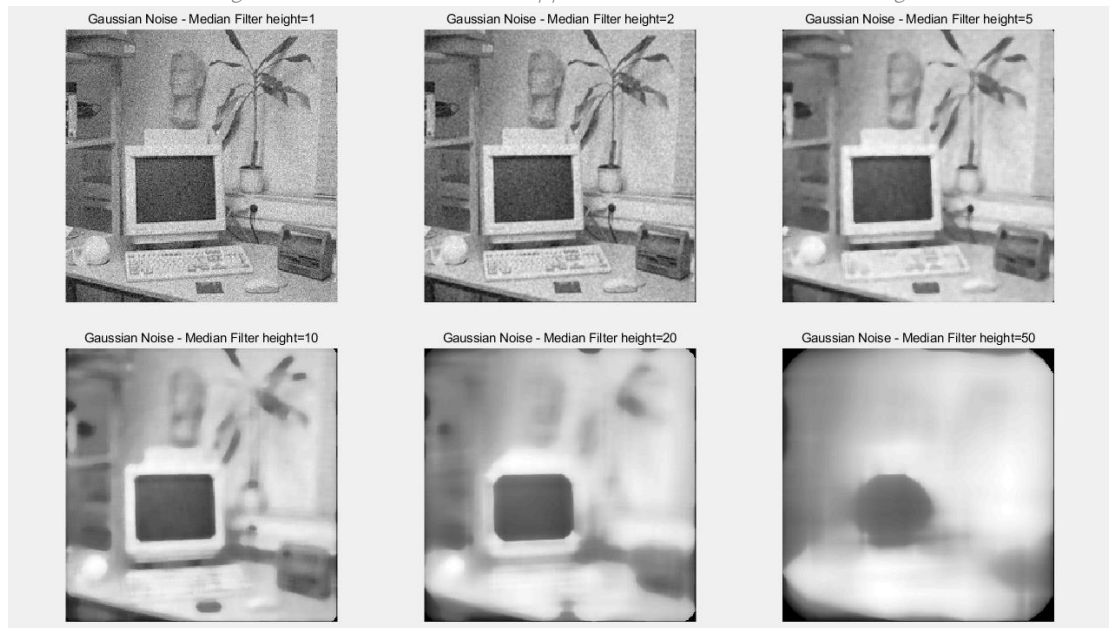 Gaussian Noise - Median Filter height=1
Gaussian Noise - Median Filter height=2
Gaussian Noise - Median Filter height=5
Gaussian Noise - Median Filter height=10
Gaussian Noise - Median Filter height=20
Gaussian Noise - Median Filter height=50